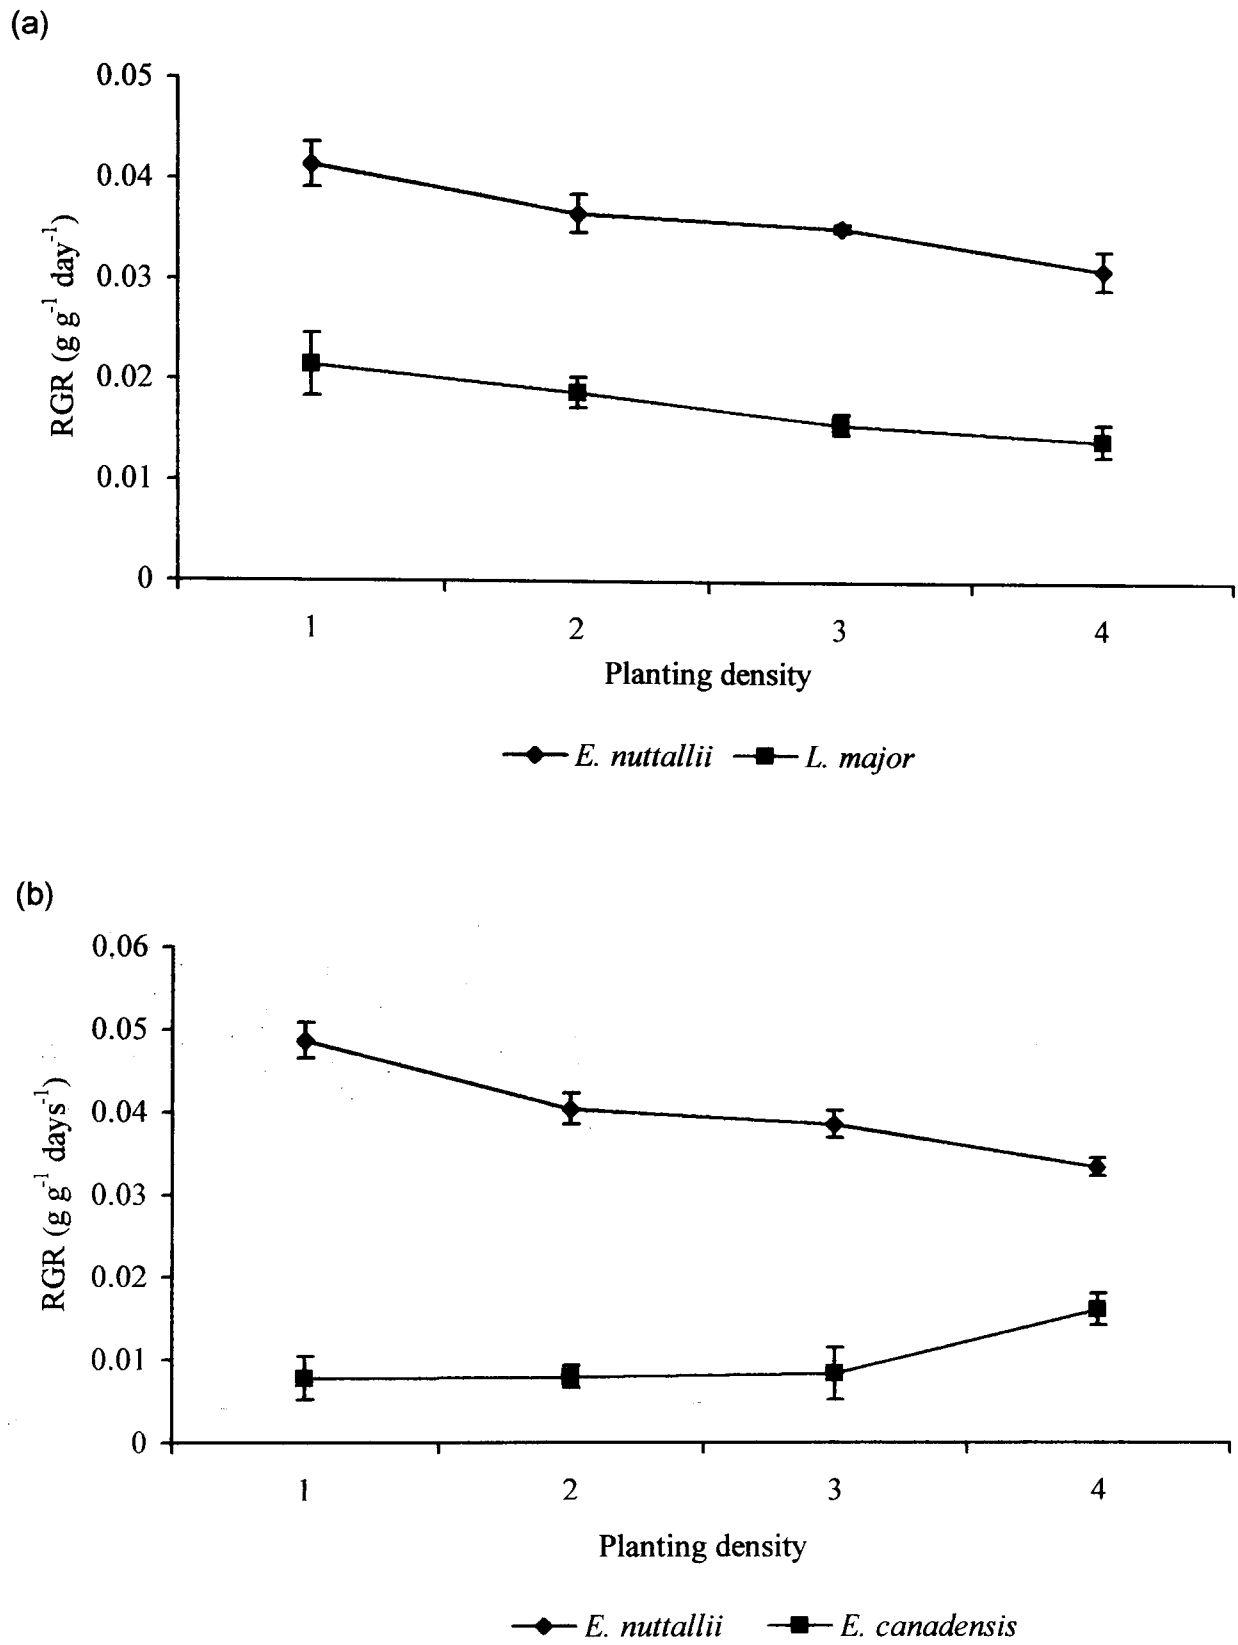 (a)
0.05
0.04
0.03
0.02
0.01
0
RGR (g g⁻¹ day⁻¹)
1 2 3 4
Planting density
E. nuttallii L. major
(b)
0.06
0.05
0.04
0.03
0.02
0.01
0
RGR (g g⁻¹ days⁻¹)
1 2 3 4
Planting density
E. nuttallii E. canadensis